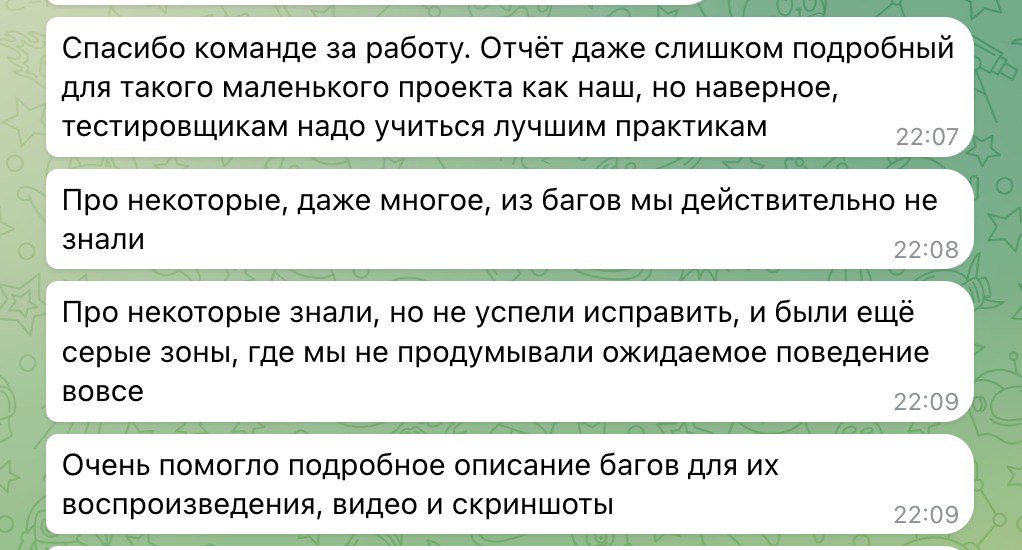 Спасибо команде за работу. Отчёт даже слишком подробный
для такого маленького проекта как наш, но наверное,
тестировщикам надо учиться лучшим практикам
22:07
Про некоторые, даже многое, из багов мы действительно не
знали
22:08
Про некоторые знали, но не успели исправить, и были ещё
серые зоны, где мы не продумывали ожидаемое поведение
вовсе
22:09
Очень помогло подробное описание багов для их
воспроизведения, видео и скриншоты
22:09